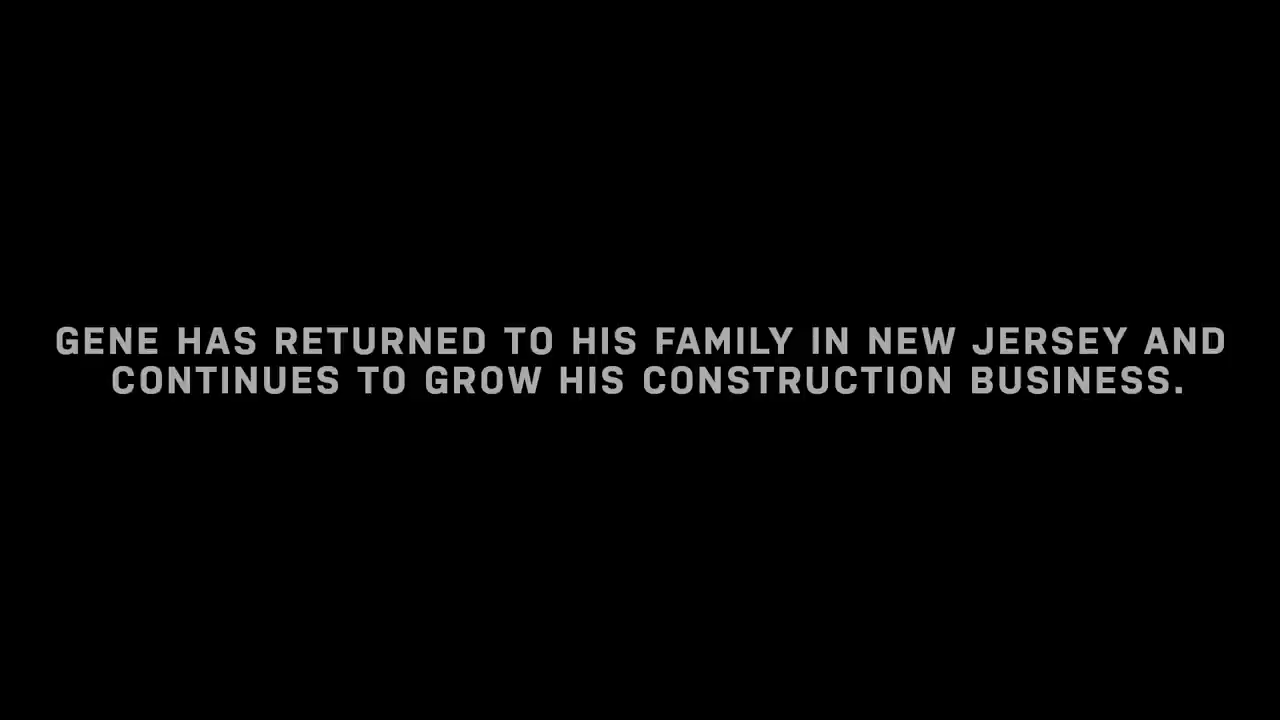 GENE HAS RETURNED TO HIS FAMILY IN NEW JERSEY AND
CONTINUES TO GROW HIS CONSTRUCTION BUSINESS.